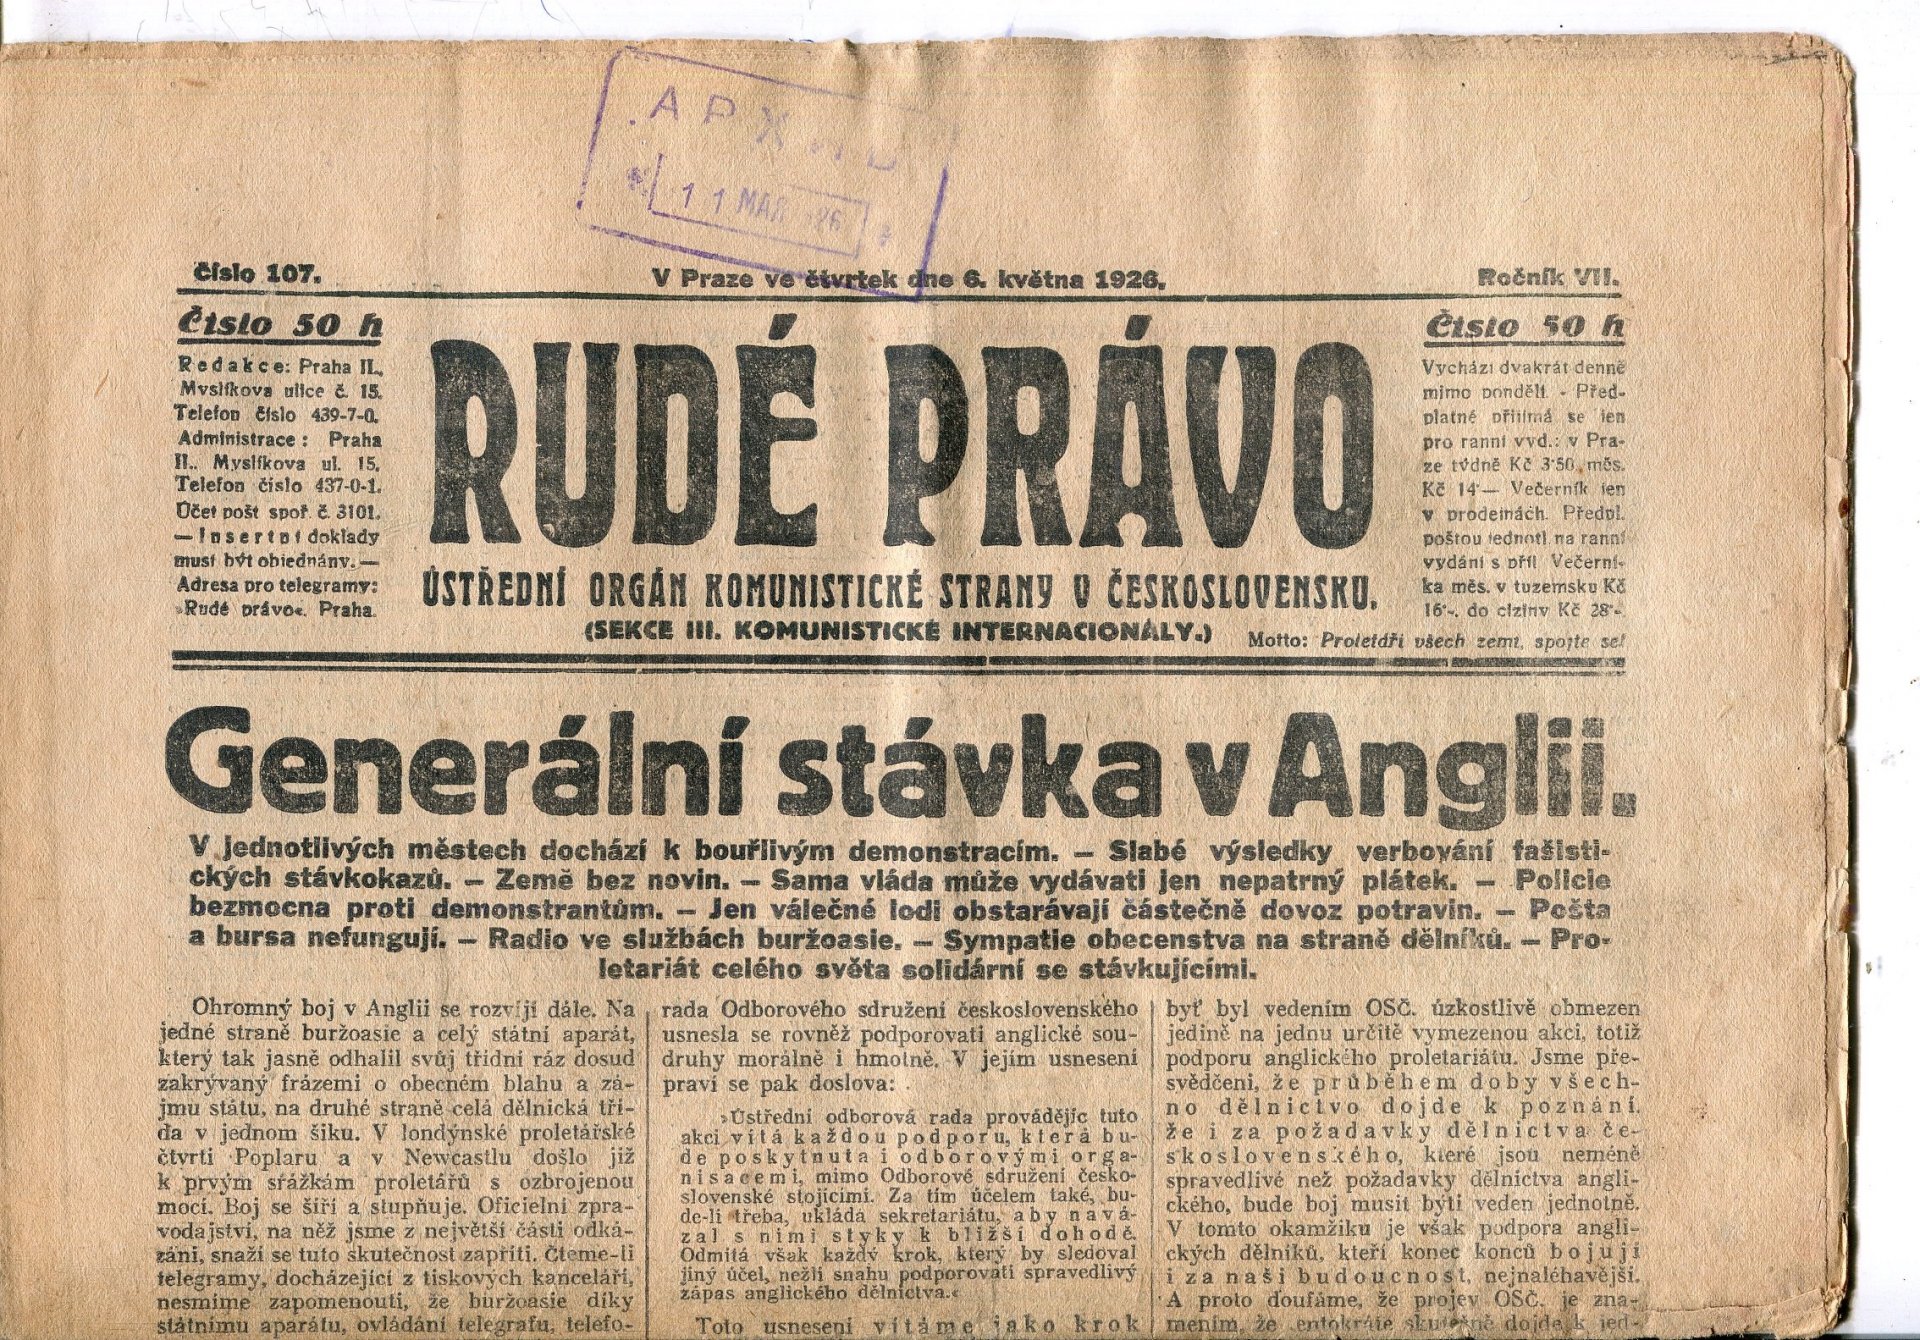 АРХИВ
11 МАЯ 1926
Číslo 107.
V Praze ve čtvrtek dne 6. května 1926.
Ročník VII.
Číslo 50 h
Redakce: Praha II.,
Myslíkova ulice č. 15.
Telefon číslo 439-7-0.
Administrace: Praha
II., Myslíkova ul. 15.
Telefon číslo 437-0-1.
Účet pošt spoř. č. 3101.
— Insertní doklady
musí být objednány. —
Adresa pro telegramy:
»Rudé právo«. Praha.
RUDÉ PRÁVO
ÚSTŘEDNÍ ORGÁN KOMUNISTICKÉ STRANY V ČESKOSLOVENSKU.
(SEKCE III. KOMUNISTICKÉ INTERNACIONÁLY.)
Číslo 50 h
Vychází dvakrát denně
mimo pondělí. - Před-
platné přijímá se jen
pro ranní vyd.: v Pra-
ze týdně Kč 3·50, měs.
Kč 14·— Večerník jen
v prodejnách. Předpl.
poštou jednotl. na ranní
vydání s příl. Večerní-
ka měs. v tuzemsku Kč
16·-. do ciziny Kč 28·-
Motto: Proletáři všech zemí, spojte se!
Generální stávka v Anglii.
V jednotlivých městech dochází k bouřlivým demonstracím. — Slabé výsledky verbování fašisti-
ckých stávkokazů. — Země bez novin. — Sama vláda může vydávati jen nepatrný plátek. — Policie
bezmocna proti demonstrantům. — Jen válečné lodi obstarávají částečně dovoz potravin. — Pošta
a bursa nefungují. — Radio ve službách buržoasie. — Sympatie obecenstva na straně dělníků. — Pro-
letariát celého světa solidární se stávkujícími.
Ohromný boj v Anglii se rozvíjí dále. Na
jedné straně buržoasie a celý státní aparát,
který tak jasně odhalil svůj třídní ráz dosud
zakrývaný frázemi o obecném blahu a zá-
jmu státu, na druhé straně celá dělnická tří-
da v jednom šiku. V londýnské proletářské
čtvrti Poplaru a v Newcastlu došlo již
k prvým srážkám proletářů s ozbrojenou
mocí. Boj se šíří a stupňuje. Oficielní zpra-
vodajství, na něž jsme z největší části odká-
záni, snaží se tuto skutečnost zapříti. Čteme-li
telegramy, docházející z tiskových kanceláří,
nesmíme zapomenouti, že buržoasie díky
státnímu aparátu, ovládání telegrafu, telefo-
rada Odborového sdružení československého
usnesla se rovněž podporovati anglické sou-
druhy morálně i hmotně. V jejím usnesení
praví se pak doslova:
»Ústřední odborová rada provádějíc tuto
akci vítá každou podporu, která bu-
de poskytnuta i odborovými orga-
nisacemi, mimo Odborové sdružení česko-
slovenské stojícími. Za tím účelem také, bu-
de-li třeba, ukládá sekretariátu, aby navá-
zal s nimi styky k bližší dohodě.
Odmítá však každý krok, který by sledoval
jiný účel, nežli snahu podporovati spravedlivý
zápas anglického dělnictva.«
Toto usnesení vítáme jako krok
byť byl vedením OSČ. úzkostlivě obmezen
jedině na jednu určitě vymezenou akci, totiž
podporu anglického proletariátu. Jsme pře-
svědčeni, že průběhem doby všech-
no dělnictvo dojde k poznání,
že i za požadavky dělnictva če-
skoslovenského, které jsou neméně
spravedlivé než požadavky dělnictva angli-
ckého, bude boj musit býti veden jednotně.
V tomto okamžiku je však podpora angli-
ckých dělníků, kteří konec konců bojují
i za naši budoucnost, nejnaléhavější.
A proto doufáme, že projev OSČ. je zna-
mením, že tentokráte skutečně dojde k jed-